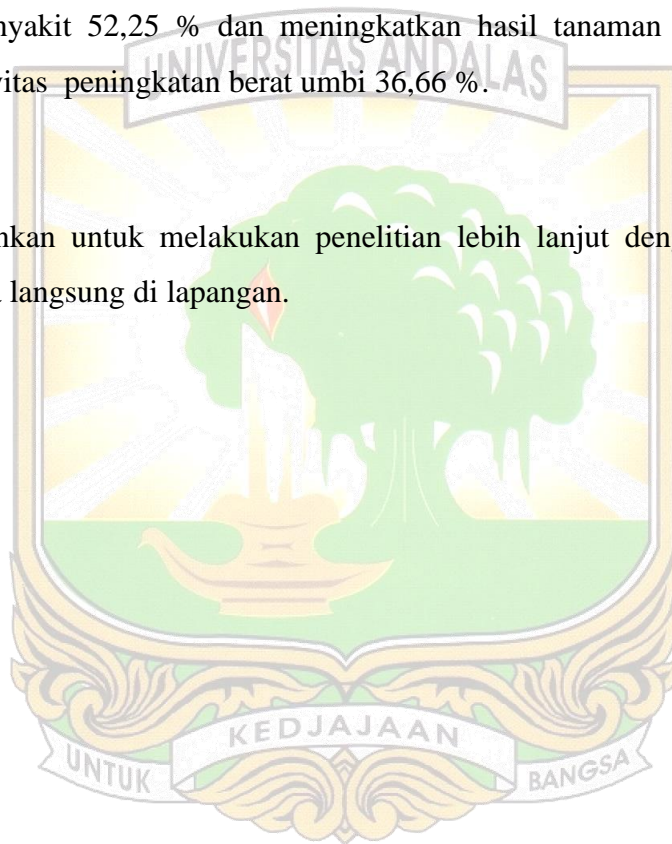 nyakit 52,25 % dan meningkatkan hasil tanaman
vitas peningkatan berat umbi 36,66 %.
nkan untuk melakukan penelitian lebih lanjut den
langsung di lapangan.
UNIVERSITAS ANDALAS
KEDJAJAAN
UNTUK
BANGSA